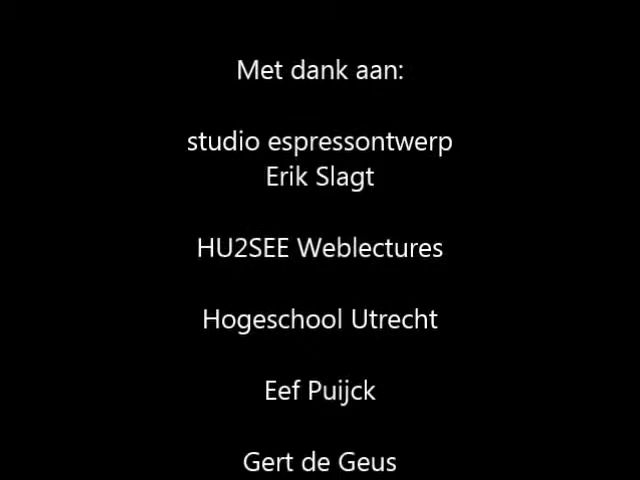 Met dank aan:
studio espressontwerp
Erik Slagt
HU2SEE Weblectures
Hogeschool Utrecht
Eef Puijck
Gert de Geus